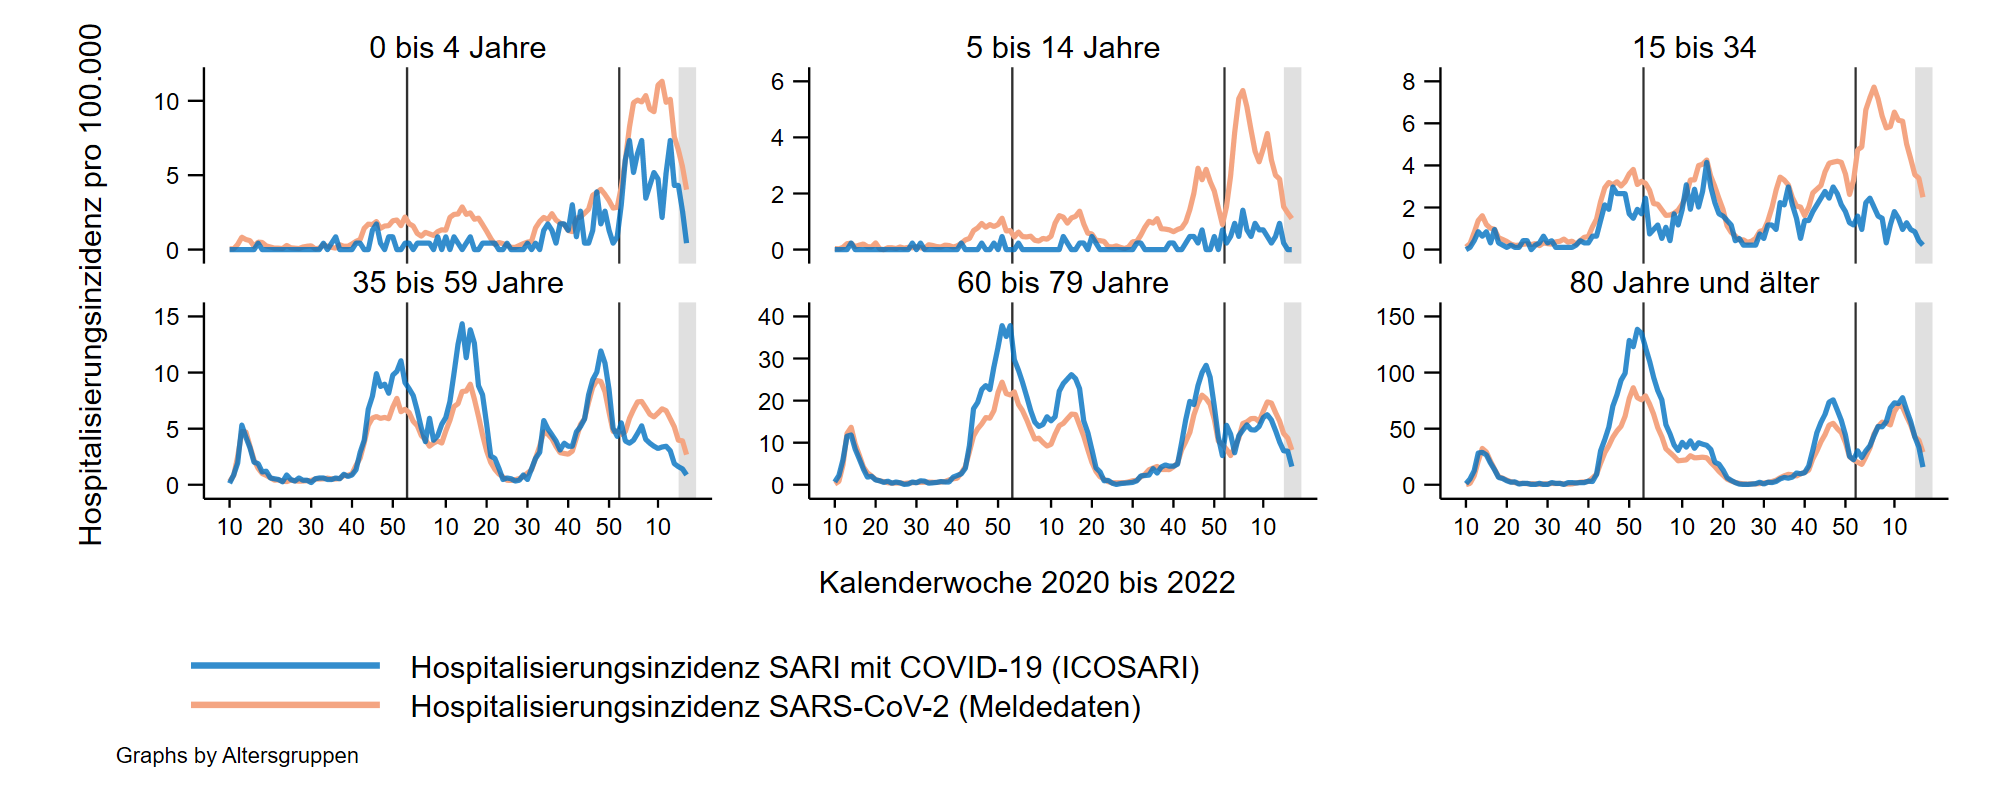 Hospitalisierungsinzidenz pro 100.000
0 bis 4 Jahre
10
5
0
5 bis 14 Jahre
6
4
2
0
15 bis 34
8
6
4
2
0
35 bis 59 Jahre
15
10
5
0
10 20 30 40 50 10 20 30 40 50 10
60 bis 79 Jahre
40
30
20
10
0
10 20 30 40 50 10 20 30 40 50 10
80 Jahre und älter
150
100
50
0
10 20 30 40 50 10 20 30 40 50 10
Kalenderwoche 2020 bis 2022
Hospitalisierungsinzidenz SARI mit COVID-19 (ICOSARI)
Hospitalisierungsinzidenz SARS-CoV-2 (Meldedaten)
Graphs by Altersgruppen